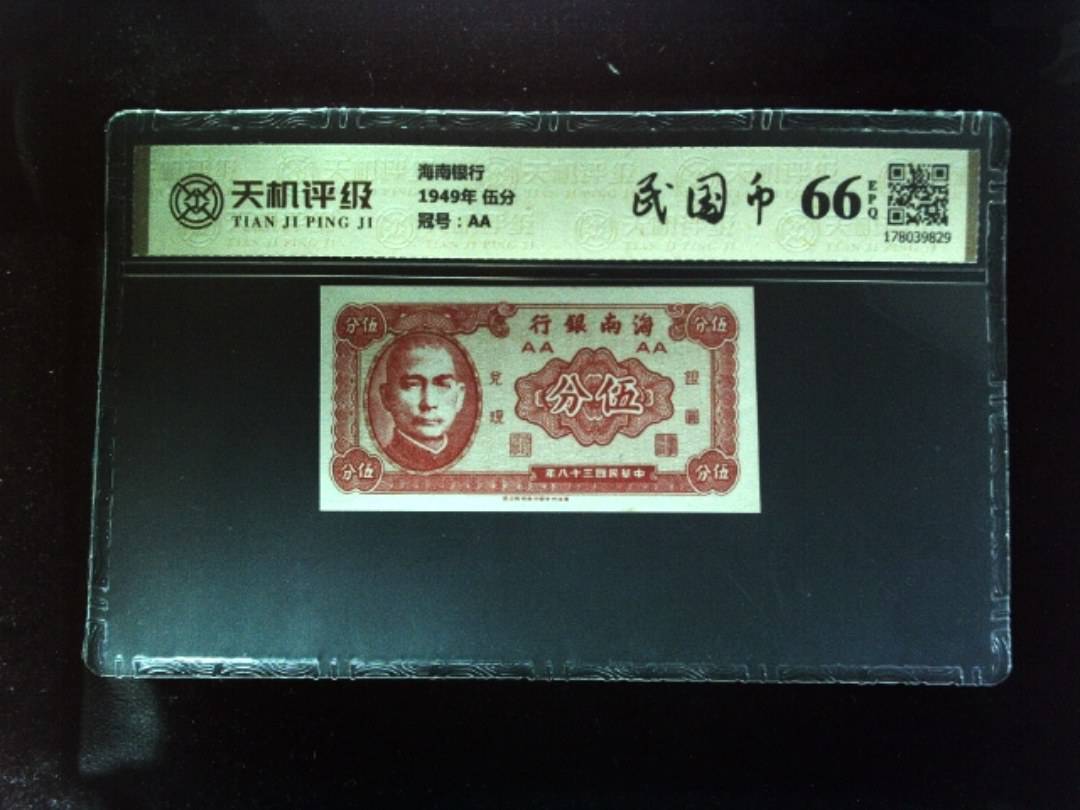 天机评级
TIAN JI PING JI
海南银行
1949年 伍分
冠号：AA
民国币
66
EPQ
178039829
行銀南海
分伍
分伍
AA
AA
兌現
銀圓
分伍
分伍
分伍
年八十三國民華中